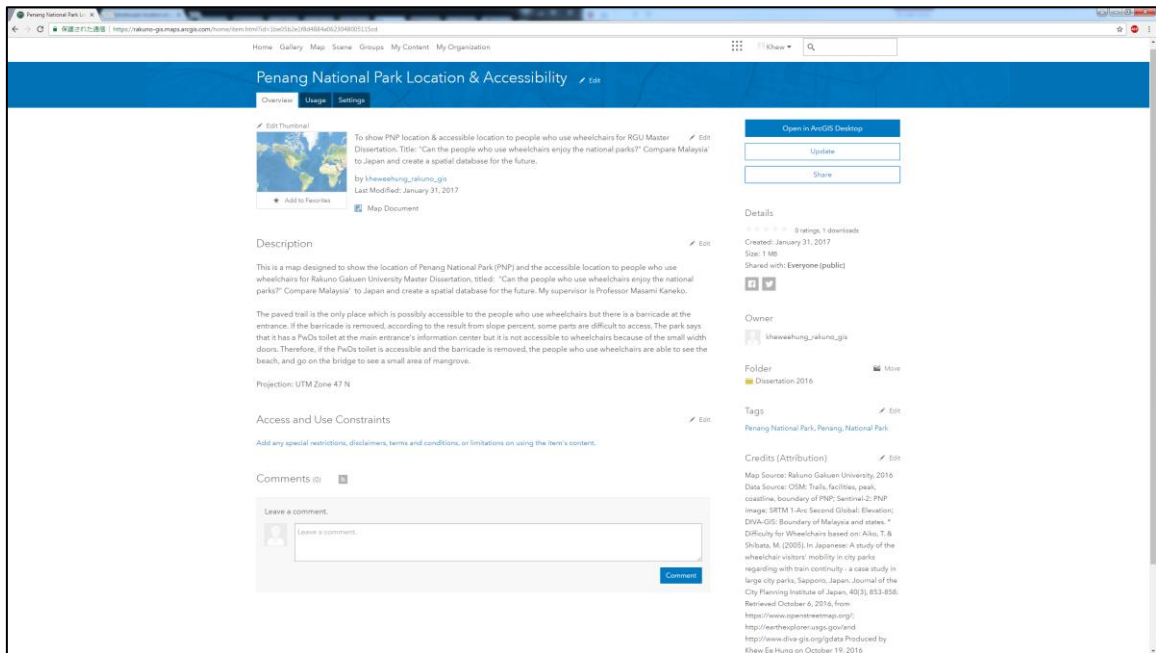 Penang National Park Lo
保護された通信 | https://rakuno-gis.maps.arcgis.com/home/item.html?id=
Home Gallery Map Scene Groups My Content My Organization
Khew
Penang National Park Location & Accessibility Edit
Overview Usage Settings
Edit Thumbnail
To show PNP location & accessible location to people who use wheelchairs for RGU Master Edit
Dissertation. Title: "Can the people who use wheelchairs enjoy the national parks?" Compare Malaysia'
to Japan and create a spatial database for the future.
by kheweehung_rakuno_gis
Last Modified: January 31, 2017
Add to Favorites
Map Document
Description Edit
This is a map designed to show the location of Penang National Park (PNP) and the accessible location to people who use
wheelchairs for Rakuno Gakuen University Master Dissertation, titled: "Can the people who use wheelchairs enjoy the national
parks?" Compare Malaysia' to Japan and create a spatial database for the future. My supervisor is Professor Masami Kaneko.
The paved trail is the only place which is possibly accessible to the people who use wheelchairs but there is a barricade at the
entrance. If the barricade is removed, according to the result from slope percent, some parts are difficult to access. The park says
that it has a PwDs toilet at the main entrance's information center but it is not accessible to wheelchairs because of the small width
doors. Therefore, if the PwDs toilet is accessible and the barricade is removed, the people who use wheelchairs are able to see the
beach, and go on the bridge to see a small area of mangrove.
Projection: UTM Zone 47 N
Access and Use Constraints Edit
Add any special restrictions, disclaimers, terms and conditions, or limitations on using the item's content.
Comments (0)
Leave a comment.
Leave a comment.
Comment
Open in ArcGIS Desktop
Update
Share
Details
0 ratings, 1 downloads
Created: January 31, 2017
Size: 1 MB
Shared with: Everyone (public)
Owner
kheweehung_rakuno_gis
Folder Move
Dissertation 2016
Tags Edit
Penang National Park, Penang, National Park
Credits (Attribution) Edit
Map Source: Rakuno Gakuen University, 2016
Data Source: OSM: Trails, facilities, peak,
coastline, boundary of PNP; Sentinel-2: PNP
Image; SRTM 1-Arc Second Global: Elevation;
DIVA-GIS: Boundary of Malaysia and states. *
Difficulty for Wheelchairs based on: Aibo, T. &
Shibata, M. (2005). In Japanese: A study of the
wheelchair visitors' mobility in city parks
regarding with train continuity - a case study in
large city parks, Sapporo, Japan. Journal of the
City Planning Institute of Japan, 40(3), 853-858.
Retrieved October 6, 2016, from
https://www.openstreetmap.org/;
http://earthexplorer.usgs.gov/and
http://www.diva-gis.org/gdata Produced by
Khew Ee Hung on October 19, 2016